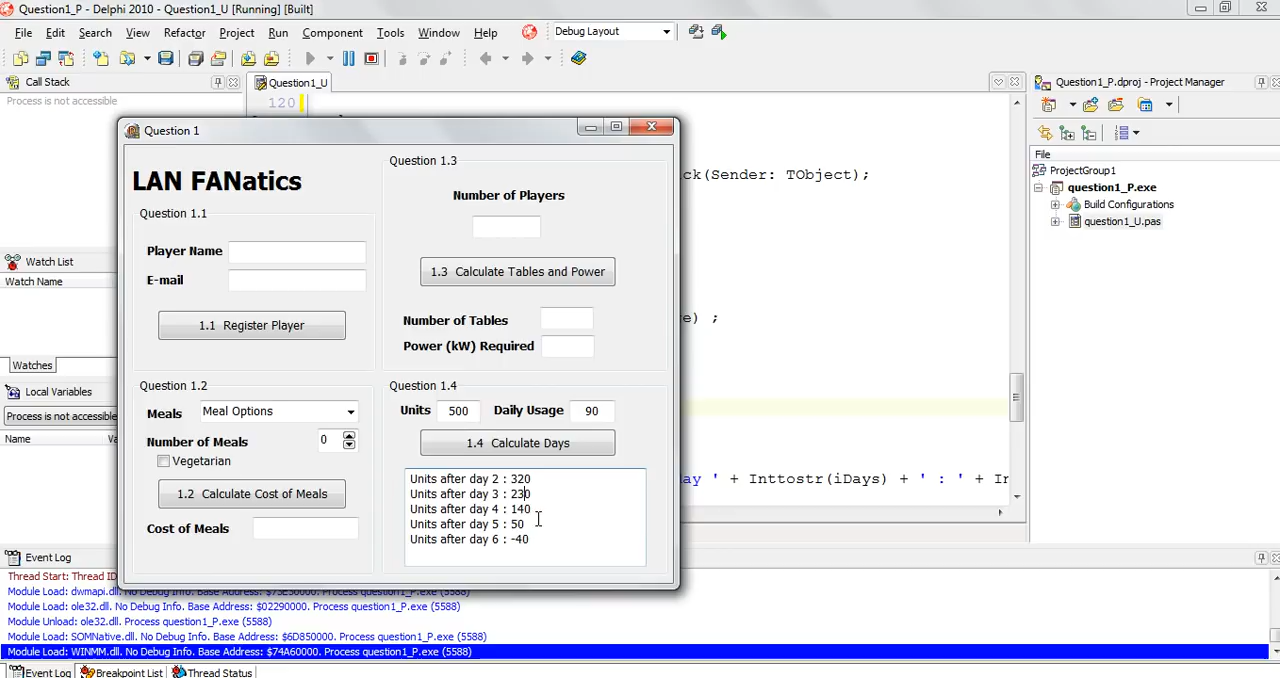 Question1_P - Delphi 2010 - Question1_U [Running] [Built]
File Edit Search View Refactor Project Run Component Tools Window Help Debug Layout
Call Stack
Process is not accessible
Question1_U
120
Question1_P.dproj - Project Manager
File
ProjectGroup1
question1_P.exe
Build Configurations
question1_U.pas
ck(Sender: TObject);
e) ;
ay ' + Inttostr(iDays) + ' : ' + In
Watch List
Watch Name
Watches
Local Variables
Process is not accessible
Name
Question 1
LAN FANatics
Question 1.1
Player Name
E-mail
1.1 Register Player
Question 1.2
Meals Meal Options
Number of Meals 0
Vegetarian
1.2 Calculate Cost of Meals
Cost of Meals
Question 1.3
Number of Players
1.3 Calculate Tables and Power
Number of Tables
Power (kW) Required
Question 1.4
Units 500 Daily Usage 90
1.4 Calculate Days
Units after day 2 : 320
Units after day 3 : 230
Units after day 4 : 140
Units after day 5 : 50
Units after day 6 : -40
Event Log
Thread Start: Thread ID
Module Load: dwmapi.dll. No Debug Info. Base Address: $73E30000. Process question1_P.exe (5588)
Module Load: ole32.dll. No Debug Info. Base Address: $02290000. Process question1_P.exe (5588)
Module Unload: ole32.dll. Process question1_P.exe (5588)
Module Load: SOMNative.dll. No Debug Info. Base Address: $6D850000. Process question1_P.exe (5588)
Module Load: WINMM.dll. No Debug Info. Base Address: $74A60000. Process question1_P.exe (5588)
Event Log Breakpoint List Thread Status